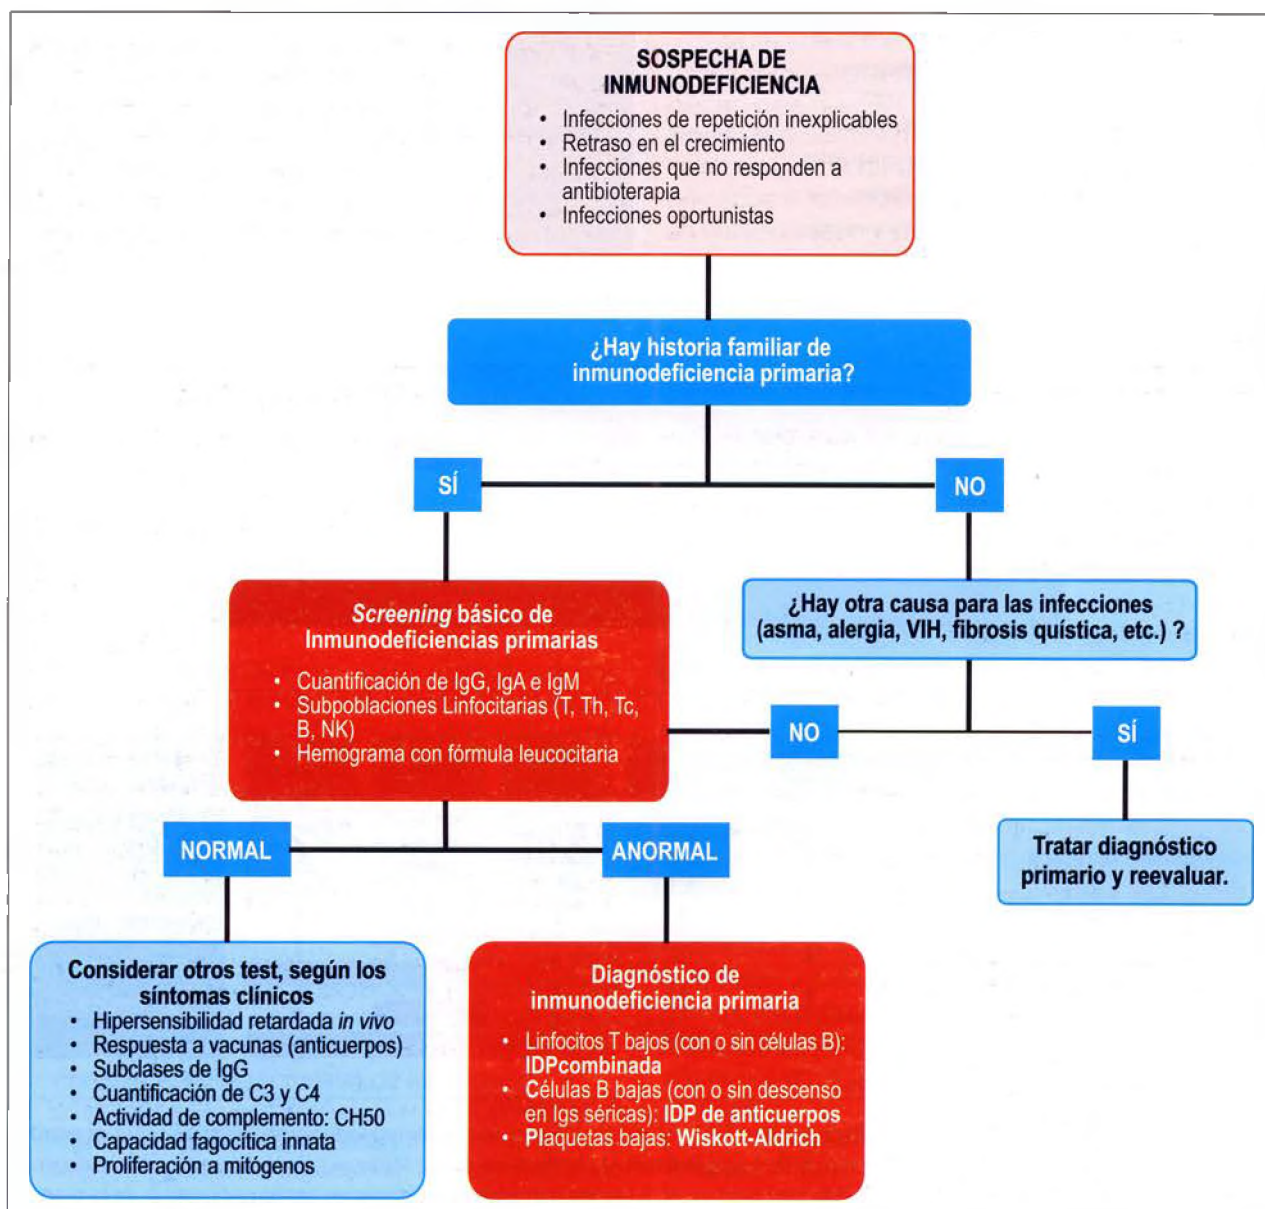 SOSPECHA DE
INMUNODEFICIENCIA
• Infecciones de repetición inexplicables
• Retraso en el crecimiento
• Infecciones que no responden a
antibioterapia
• Infecciones oportunistas
¿Hay historia familiar de
inmunodeficiencia primaria?
SÍ
NO
Screening básico de
Inmunodeficiencias primarias
• Cuantificación de IgG, IgA e IgM
• Subpoblaciones Linfocitarias (T, Th, Tc,
B, NK)
• Hemograma con fórmula leucocitaria
¿Hay otra causa para las infecciones
(asma, alergia, VIH, fibrosis quística, etc.) ?
NO
SÍ
Tratar diagnóstico
primario y reevaluar.
NORMAL
ANORMAL
Considerar otros test, según los
síntomas clínicos
• Hipersensibilidad retardada in vivo
• Respuesta a vacunas (anticuerpos)
• Subclases de IgG
• Cuantificación de C3 y C4
• Actividad de complemento: CH50
• Capacidad fagocítica innata
• Proliferación a mitógenos
Diagnóstico de
inmunodeficiencia primaria
• Linfocitos T bajos (con o sin células B):
IDPcombinada
• Células B bajas (con o sin descenso
en Igs séricas): IDP de anticuerpos
• Plaquetas bajas: Wiskott-Aldrich